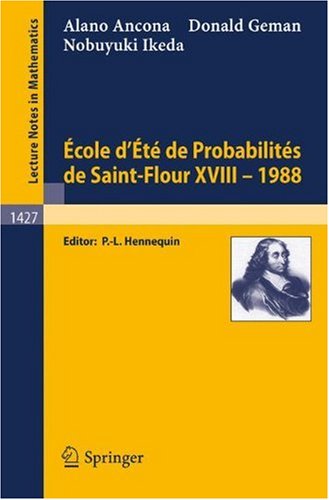 Alano Ancona Donald Geman
Nobuyuki Ikeda
Lecture Notes in Mathematics
1427
École d'Été de Probabilités
de Saint-Flour XVIII – 1988
Editor: P.-L. Hennequin
Springer